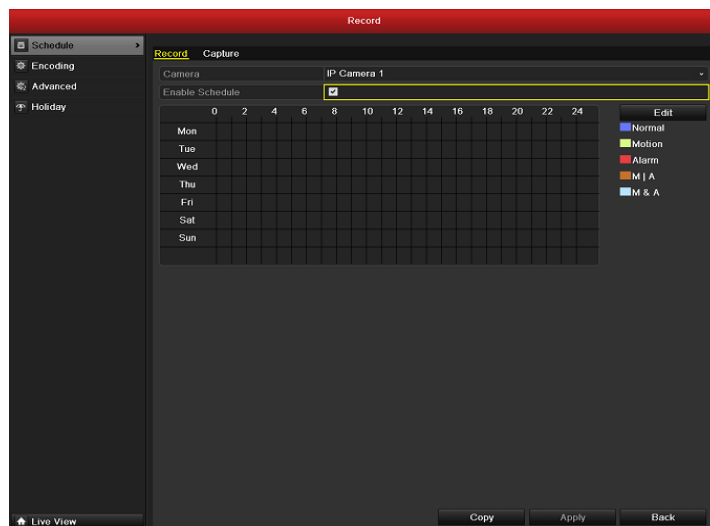 Record
Schedule
Encoding
Advanced
Holiday
Record Capture
Camera IP Camera 1
Enable Schedule
0 2 4 6 8 10 12 14 16 18 20 22 24
Mon
Tue
Wed
Thu
Fri
Sat
Sun
Edit
Normal
Motion
Alarm
M | A
M & A
Live View
Copy Apply Back